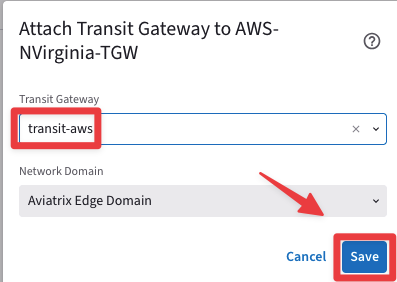 Attach Transit Gateway to AWS-
NVirginia-TGW
?
Transit Gateway
transit-aws
Network Domain
Aviatrix Edge Domain
Cancel
Save